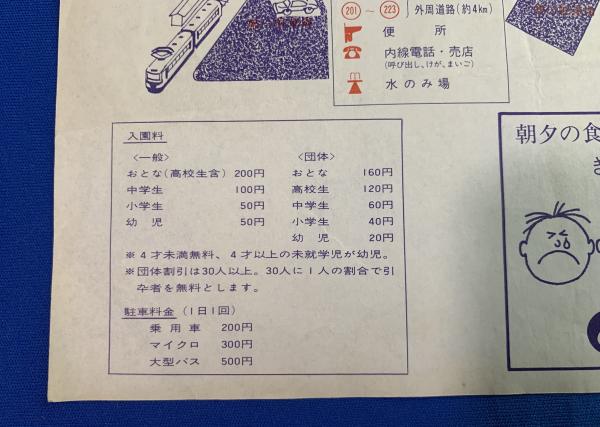 201 〜 223 外周道路(約4km)
便所
内線電話・売店
(呼び出し、けが、まいご)
水のみ場
入園料
〈一般〉
おとな(高校生含) 200円
中学生 100円
小学生 50円
幼児 50円
〈団体〉
おとな 160円
高校生 120円
中学生 60円
小学生 40円
幼児 20円
※4才未満無料、4才以上の未就学児が幼児。
※団体割引は30人以上。30人に1人の割合で引
卒者を無料とします。
駐車料金(1日1回)
乗用車 200円
マイクロ 300円
大型バス 500円
朝夕の食